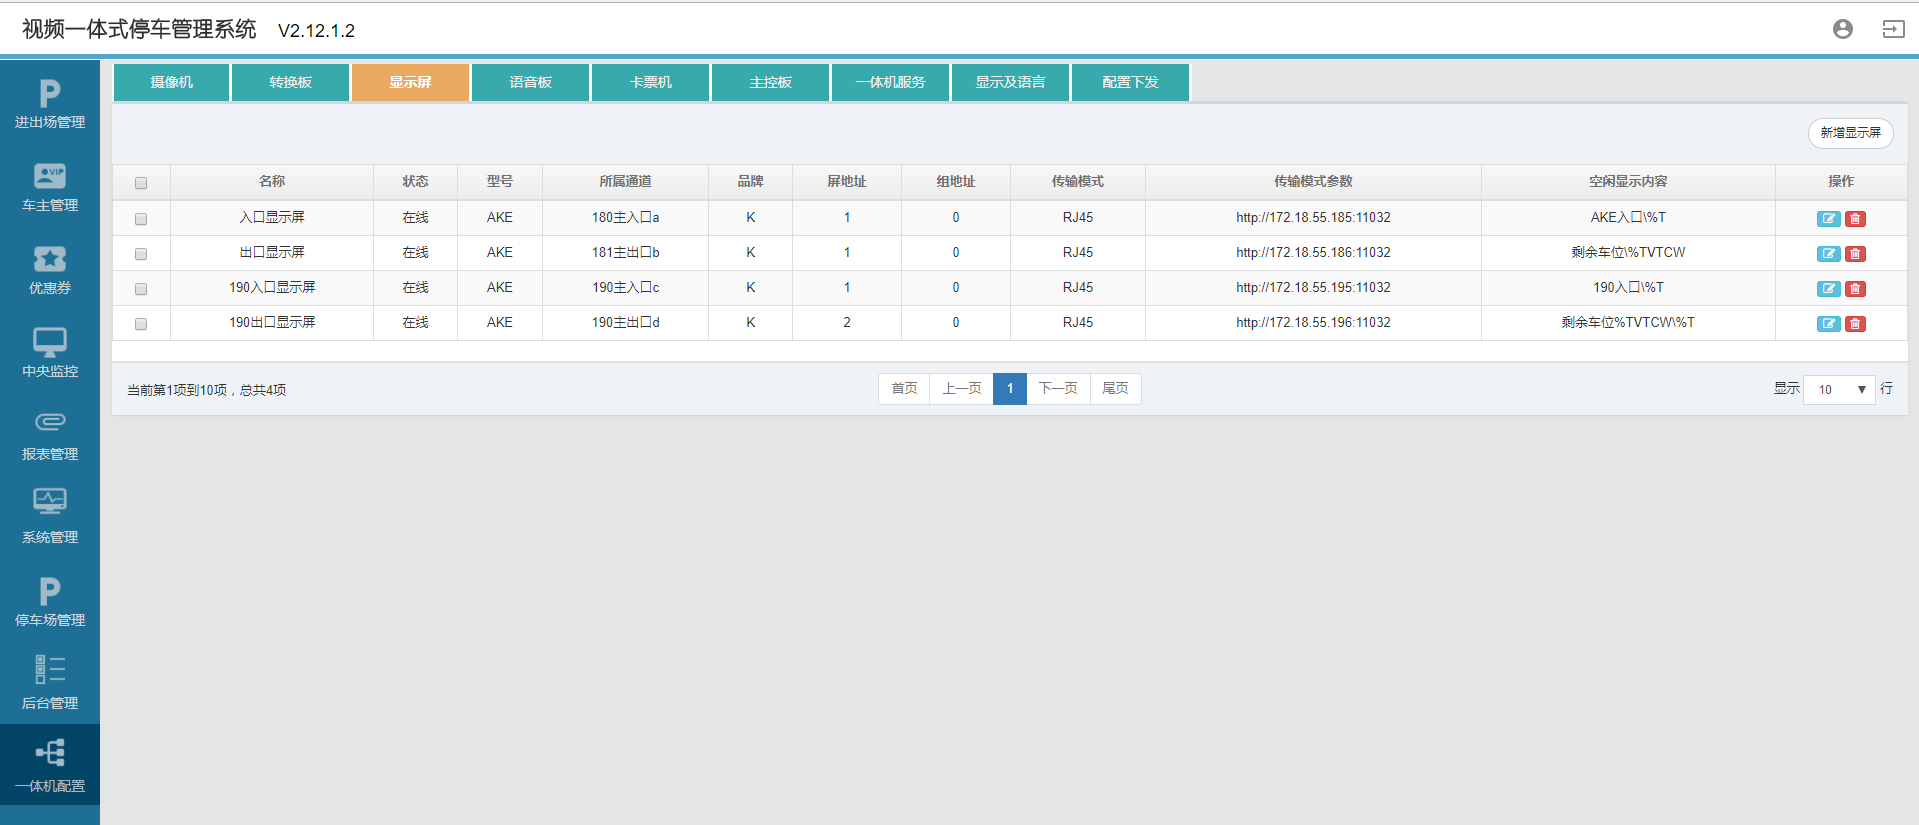 视频一体式停车管理系统 V2.12.1.2
进出场管理
车主管理
优惠券
中央监控
报表管理
系统管理
停车场管理
后台管理
一体机配置
摄像机 转换板 显示屏 语音板 卡票机 主控板 一体机服务 显示及语言 配置下发
新增显示屏
名称 状态 型号 所属通道 品牌 屏地址 组地址 传输模式 传输模式参数 空闲显示内容 操作
入口显示屏 在线 AKE 180主入口a K 1 0 RJ45 http://172.18.55.185:11032 AKE入口\%T
出口显示屏 在线 AKE 181主出口b K 1 0 RJ45 http://172.18.55.186:11032 剩余车位\%TVTCW
190入口显示屏 在线 AKE 190主入口c K 1 0 RJ45 http://172.18.55.195:11032 190入口\%T
190出口显示屏 在线 AKE 190主出口d K 2 0 RJ45 http://172.18.55.196:11032 剩余车位%TVTCW\%T
当前第1项到10项，总共4项 首页 上一页 1 下一页 尾页 显示 10 行